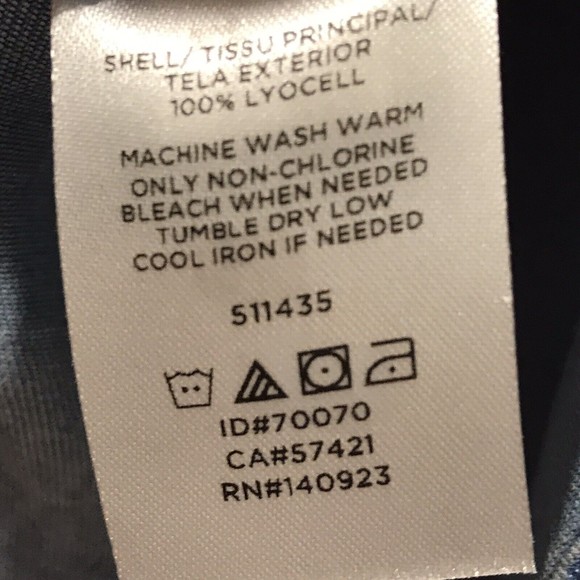 SHELL/ TISSU PRINCIPAL/
TELA EXTERIOR
100% LYOCELL
MACHINE WASH WARM
ONLY NON-CHLORINE
BLEACH WHEN NEEDED
TUMBLE DRY LOW
COOL IRON IF NEEDED
511435
ID#70070
CA#57421
RN#140923